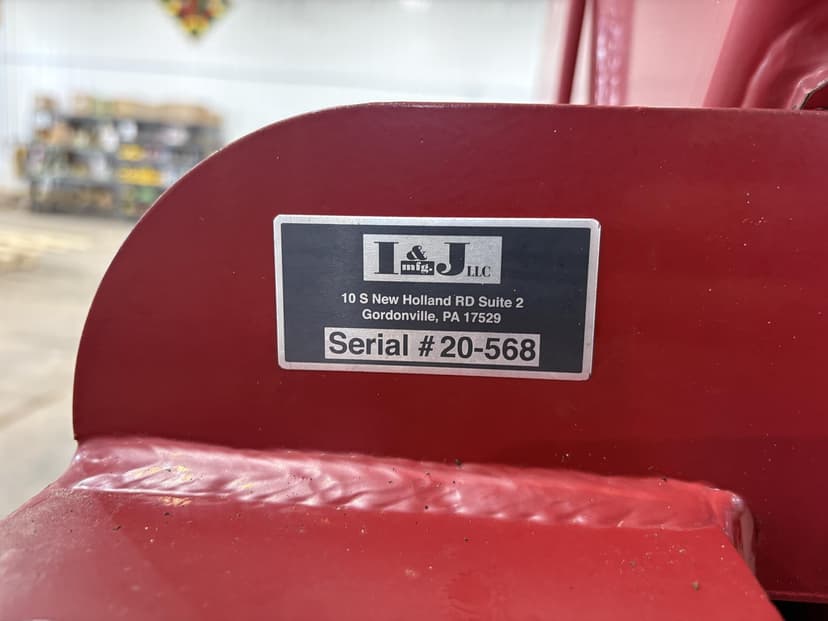 I & J mfg. LLC
10 S New Holland RD Suite 2
Gordonville, PA 17529
Serial # 20-568